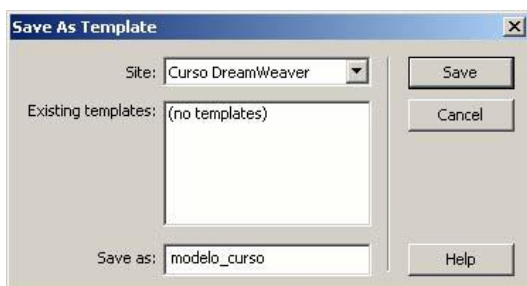 Save As Template
Site: Curso DreamWeaver Save
Existing templates: (no templates) Cancel
Save as: modelo_curso Help